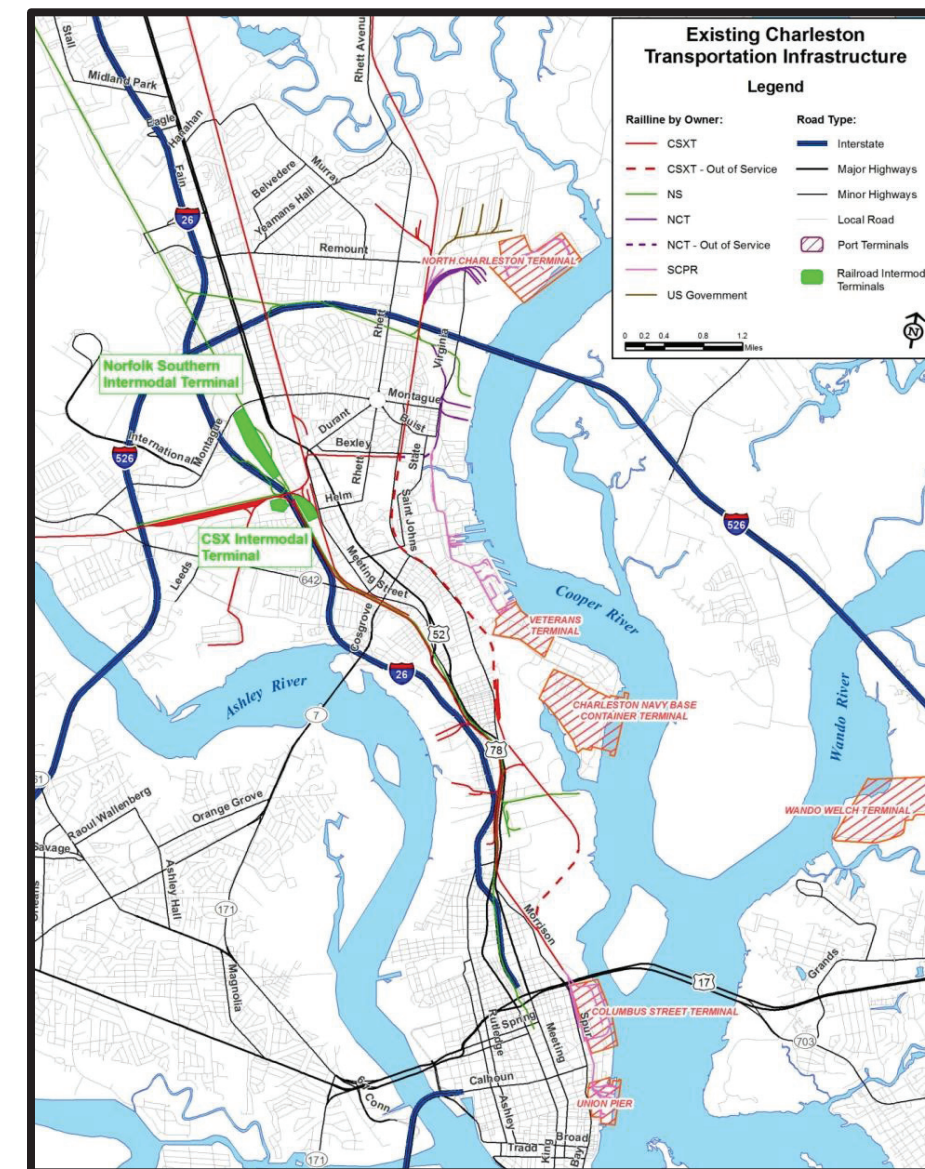 Existing Charleston
Transportation Infrastructure
Legend
Railline by Owner:
CSXT
CSXT - Out of Service
NS
NCT
NCT - Out of Service
SCPR
US Government
Road Type:
Interstate
Major Highways
Minor Highways
Local Road
Port Terminals
Railroad Intermod
Terminals
0 0.2 0.4 0.8 1.2
Miles
N
Stall
Midland Park
Eagle
Hanahan
Fain
26
Rhett Avenu
Belvedere
Murray
Yeamans Hall
Remount
NORTH CHARLESTON TERMINAL
Rhett
Virginia
Norfolk Southern
Intermodal Terminal
Montague
Durant
Buist
Bexley
State
International
Montague
526
Rhett
Helm
Saint Johns
526
CSX Intermodal
Terminal
Leeds
642
Meeting Street
Cosgrove
52
26
Cooper River
VETERANS
TERMINAL
Ashley River
CHARLESTON NAVY BASE
CONTAINER TERMINAL
Wando River
7
78
61
Raoul Wallenberg
Orange Grove
WANDO WELCH TERMINAL
Savage
Ashley Hall
Orleans
171
Magnolia
Morrison
17
Grands
COLUMBUS STREET TERMINAL
Spur
Spring
Rutledge
Meeting
703
Calhoun
Conn
UNION PIER
Ashley
King
Broad
Tradd
Bay
171